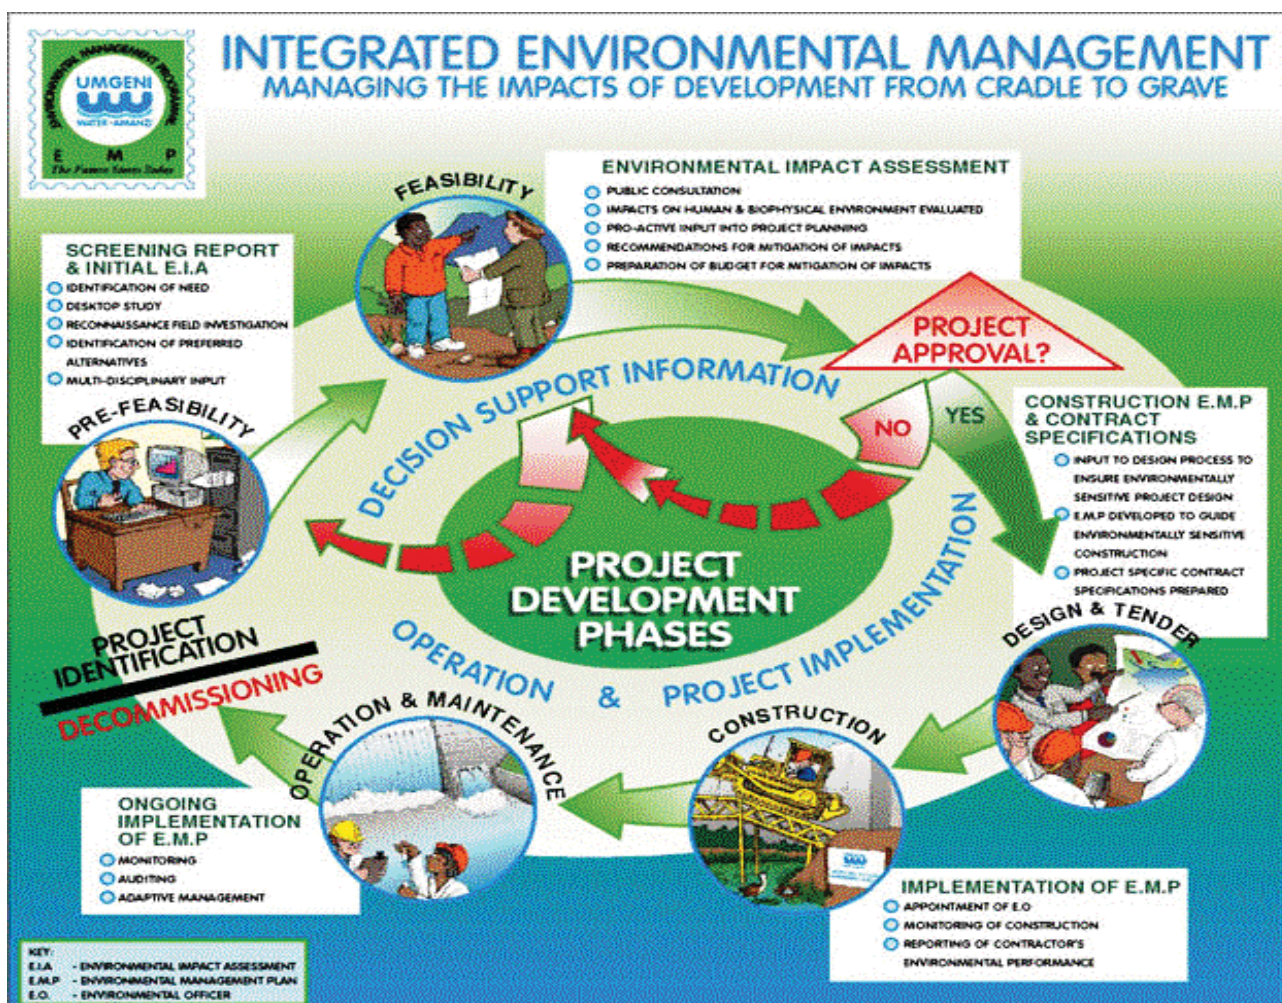 INTEGRATED ENVIRONMENTAL MANAGEMENT
MANAGING THE IMPACTS OF DEVELOPMENT FROM CRADLE TO GRAVE
ENVIRONMENTAL MANAGEMENT PROGRAMME
UMGENI
WATER·AMANZI
E M P
SCREENING REPORT
& INITIAL E.I.A
IDENTIFICATION OF NEED
DESKTOP STUDY
RECONNAISSANCE FIELD INVESTIGATION
IDENTIFICATION OF PREFERRED
ALTERNATIVES
MULTI-DISCIPLINARY INPUT
PRE-FEASIBILITY
FEASIBILITY
ENVIRONMENTAL IMPACT ASSESSMENT
PUBLIC CONSULTATION
IMPACTS ON HUMAN & BIOPHYSICAL ENVIRONMENT EVALUATED
PRO-ACTIVE INPUT INTO PROJECT PLANNING
RECOMMENDATIONS FOR MITIGATION OF IMPACTS
PREPARATION OF BUDGET FOR MITIGATION OF IMPACTS
PROJECT
APPROVAL?
NO
YES
CONSTRUCTION E.M.P
& CONTRACT
SPECIFICATIONS
INPUT TO DESIGN PROCESS TO
ENSURE ENVIRONMENTALLY
SENSITIVE PROJECT DESIGN
E.M.P DEVELOPED TO GUIDE
ENVIRONMENTALLY SENSITIVE
CONSTRUCTION
PROJECT SPECIFIC CONTRACT
SPECIFICATIONS PREPARED
DESIGN & TENDER
DECISION SUPPORT INFORMATION
PROJECT
DEVELOPMENT
PHASES
OPERATION & PROJECT IMPLEMENTATION
PROJECT
IDENTIFICATION
DECOMMISSIONING
OPERATION & MAINTENANCE
CONSTRUCTION
UMGENI
ONGOING
IMPLEMENTATION
OF E.M.P
MONITORING
AUDITING
ADAPTIVE MANAGEMENT
IMPLEMENTATION OF E.M.P
APPOINTMENT OF E.O
MONITORING OF CONSTRUCTION
REPORTING OF CONTRACTOR'S
ENVIRONMENTAL PERFORMANCE
KEY:
E.I.A - ENVIRONMENTAL IMPACT ASSESSMENT
E.M.P - ENVIRONMENTAL MANAGEMENT PLAN
E.O. - ENVIRONMENTAL OFFICER